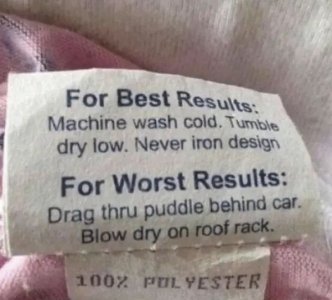 For Best Results:
Machine wash cold. Tumble
dry low. Never iron design
For Worst Results:
Drag thru puddle behind car.
Blow dry on roof rack.
100% POLYESTER